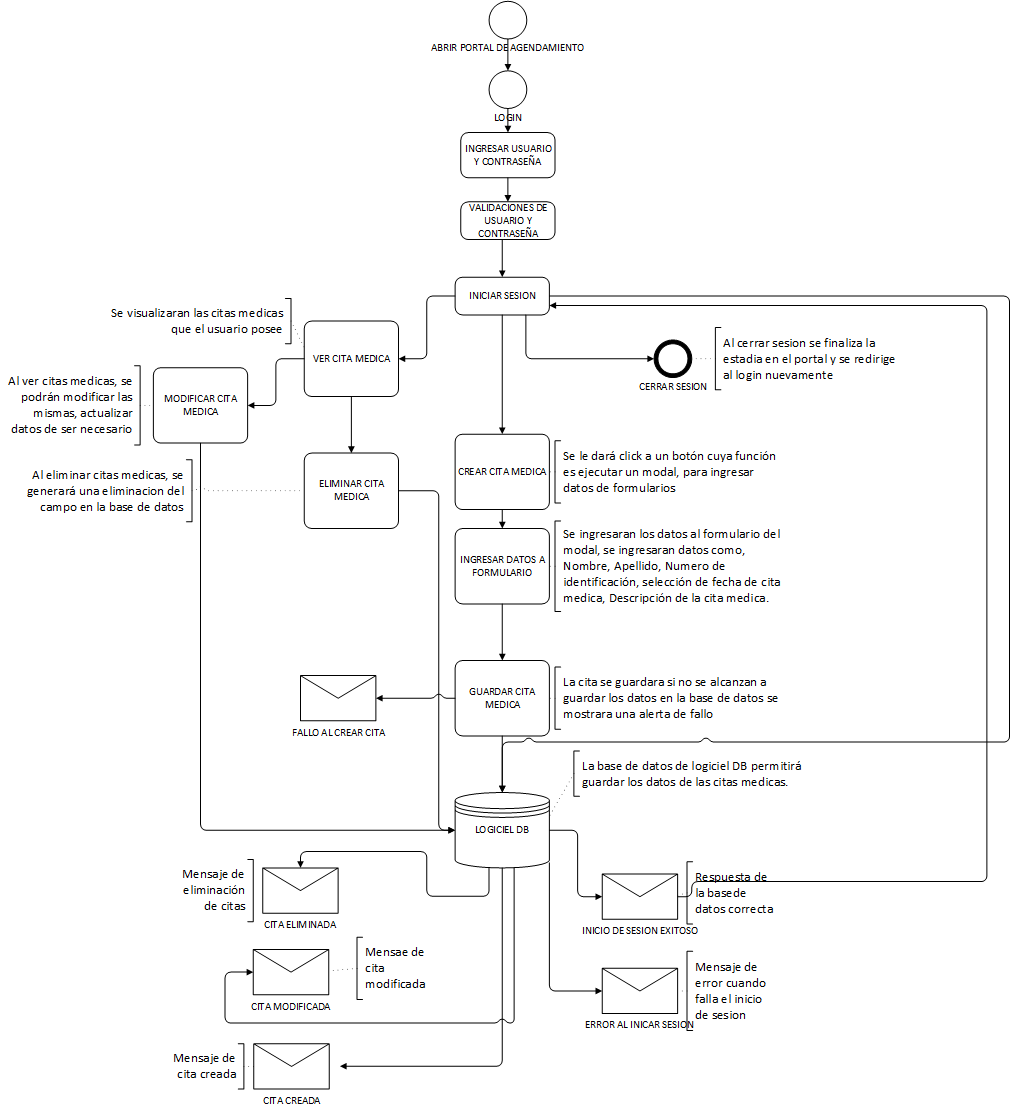 ABRIR PORTAL DE AGENDAMIENTO
LOGIN
INGRESAR USUARIO
Y CONTRASEÑA
VALIDACIONES DE
USUARIO Y
CONTRASEÑA
INICIAR SESION
Se visualizaran las citas medicas
que el usuario posee
VER CITA MEDICA
Al cerrar sesion se finaliza la
estadia en el portal y se redirige
al login nuevamente
CERRAR SESION
Al ver citas medicas, se
podrán modificar las
mismas, actualizar
datos de ser necesario
MODIFICAR CITA
MEDICA
Al eliminar citas medicas, se
generará una eliminacion del
campo en la base de datos
ELIMINAR CITA
MEDICA
CREAR CITA MEDICA
Se le dará click a un botón cuya función
es ejecutar un modal, para ingresar
datos de formularios
INGRESAR DATOS A
FORMULARIO
Se ingresaran los datos al formulario del
modal, se ingresaran datos como,
Nombre, Apellido, Numero de
identificación, selección de fecha de cita
medica, Descripción de la cita medica.
GUARDAR CITA
MEDICA
La cita se guardara si no se alcanzan a
guardar los datos en la base de datos se
mostrara una alerta de fallo
FALLO AL CREAR CITA
La base de datos de logiciel DB permitirá
guardar los datos de las citas medicas.
LOGICIEL DB
Mensaje de
eliminación
de citas
CITA ELIMINADA
Respuesta de
la basede
datos correcta
INICIO DE SESION EXITOSO
Mensae de
cita
modificada
CITA MODIFICADA
Mensaje de
error cuando
falla el inicio
de sesion
ERROR AL INICAR SESION
Mensaje de
cita creada
CITA CREADA